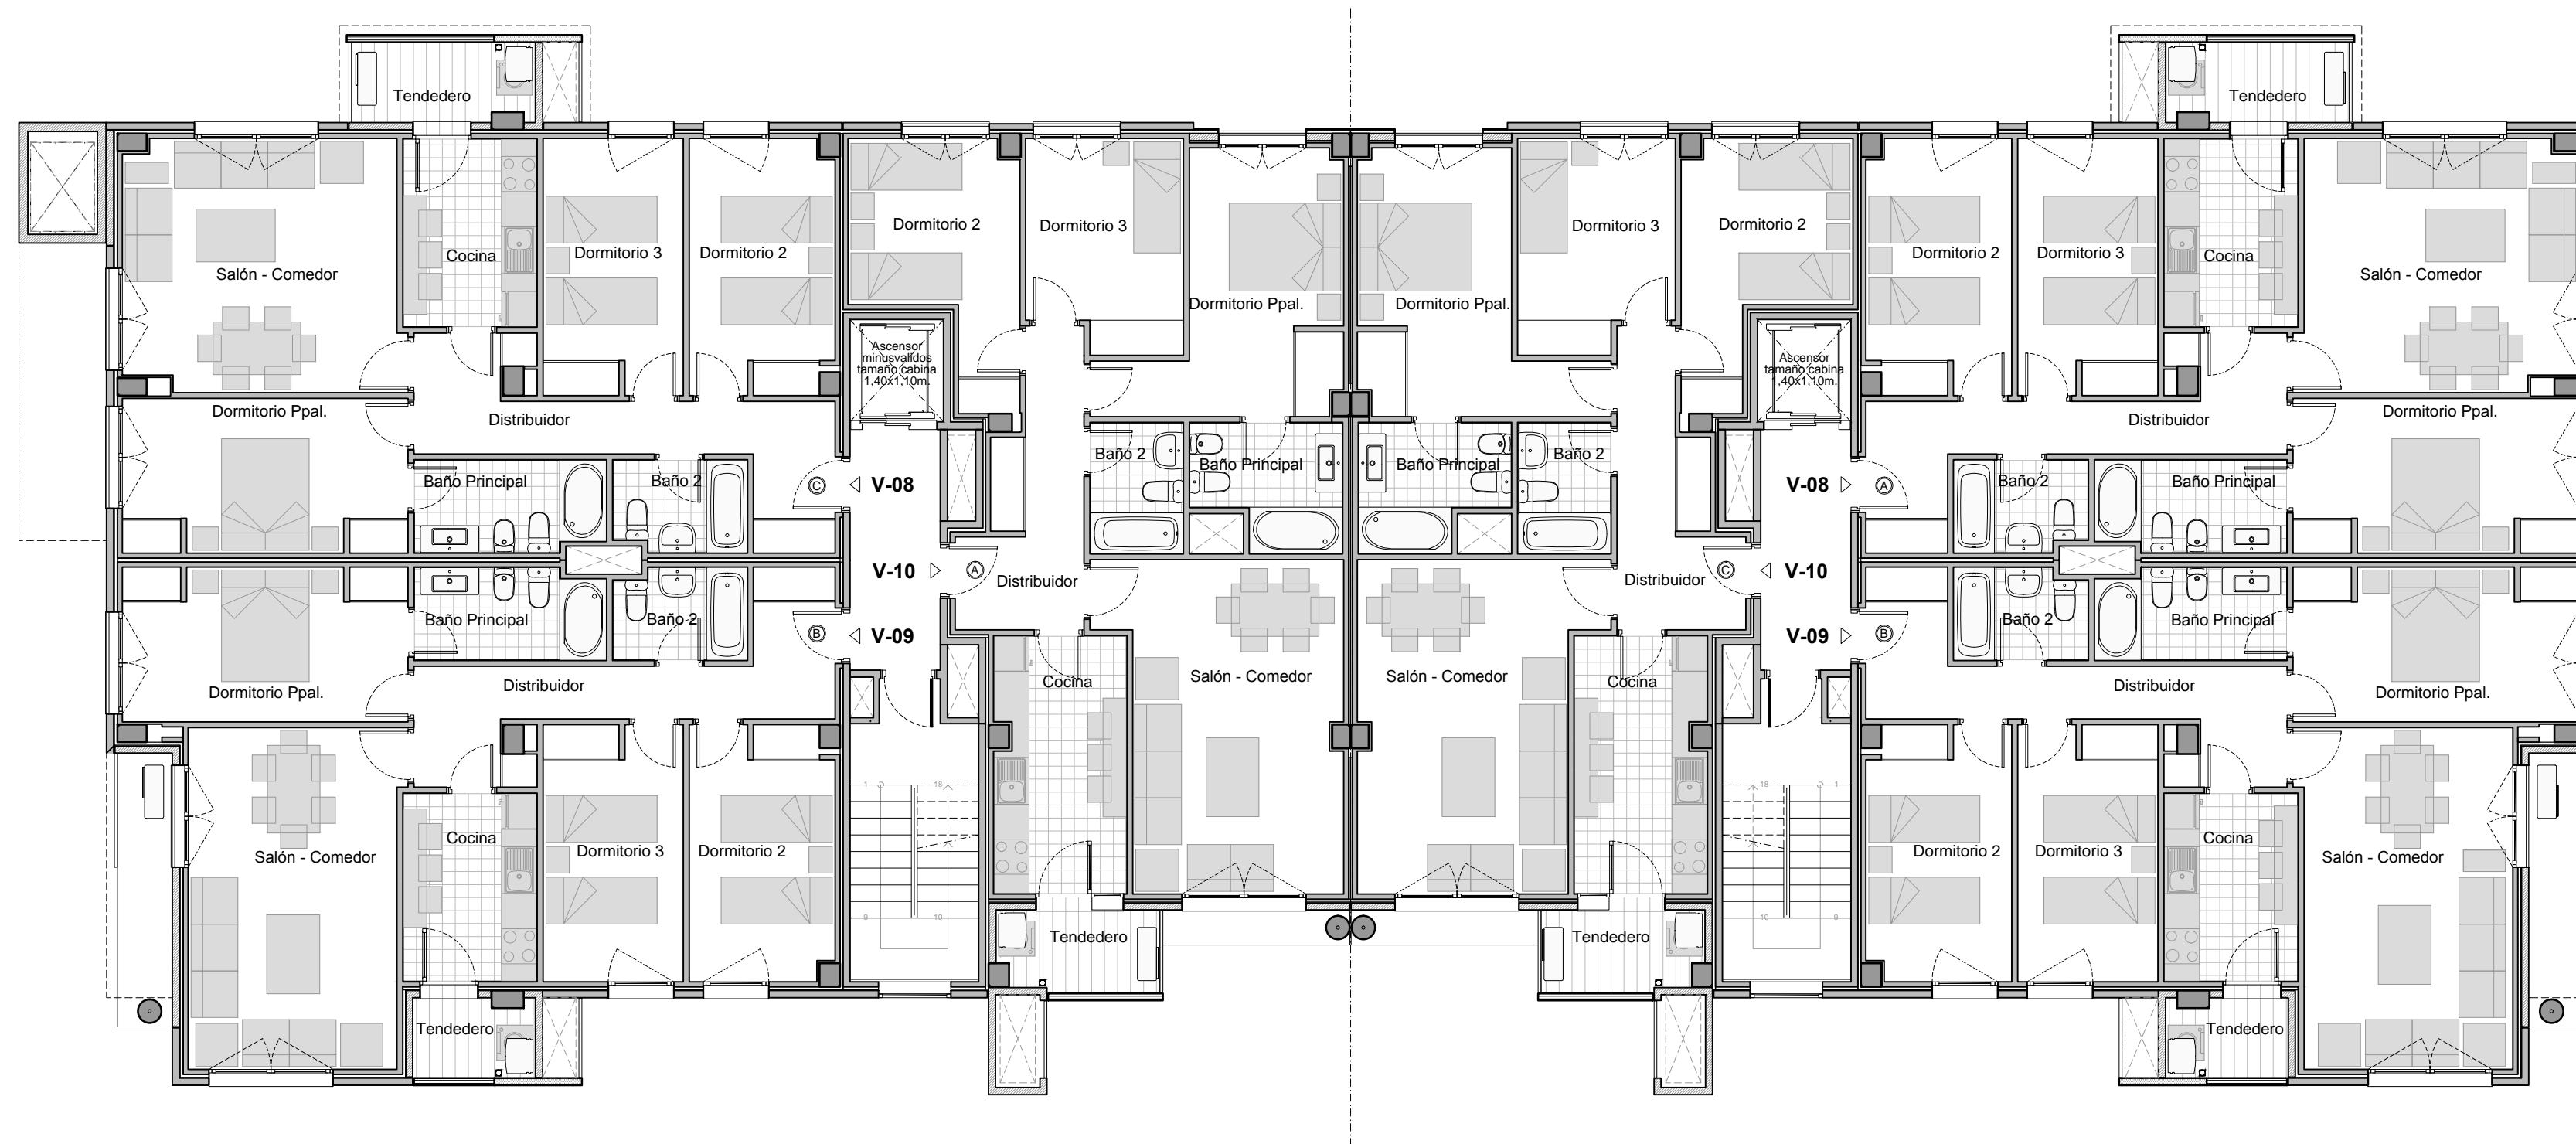 Tendedero
Tendedero
Dormitorio 2
Dormitorio 3
Dormitorio 3
Dormitorio 2
Salón - Comedor
Cocina
Dormitorio 3
Dormitorio 2
Dormitorio Ppal.
Dormitorio Ppal.
Dormitorio 2
Dormitorio 3
Cocina
Salón - Comedor
Ascensor
minusvalidos
tamaño cabina
1,40x1,10m.
Ascensor
tamaño cabina
1,40x1,10m.
Dormitorio Ppal.
Distribuidor
Distribuidor
Dormitorio Ppal.
Baño 2
Baño Principal
Baño Principal
Baño 2
Baño Principal
Baño 2
C
V-08
V-08
A
Baño 2
Baño Principal
V-10
A
Distribuidor
Distribuidor
C
V-10
Baño Principal
Baño 2
B
V-09
V-09
B
Baño 2
Baño Principal
Dormitorio Ppal.
Distribuidor
Cocina
Salón - Comedor
Salón - Comedor
Cocina
Distribuidor
Dormitorio Ppal.
Salón - Comedor
Cocina
Dormitorio 3
Dormitorio 2
Dormitorio 2
Dormitorio 3
Cocina
Salón - Comedor
9
10
10
9
Tendedero
Tendedero
Tendedero
Tendedero